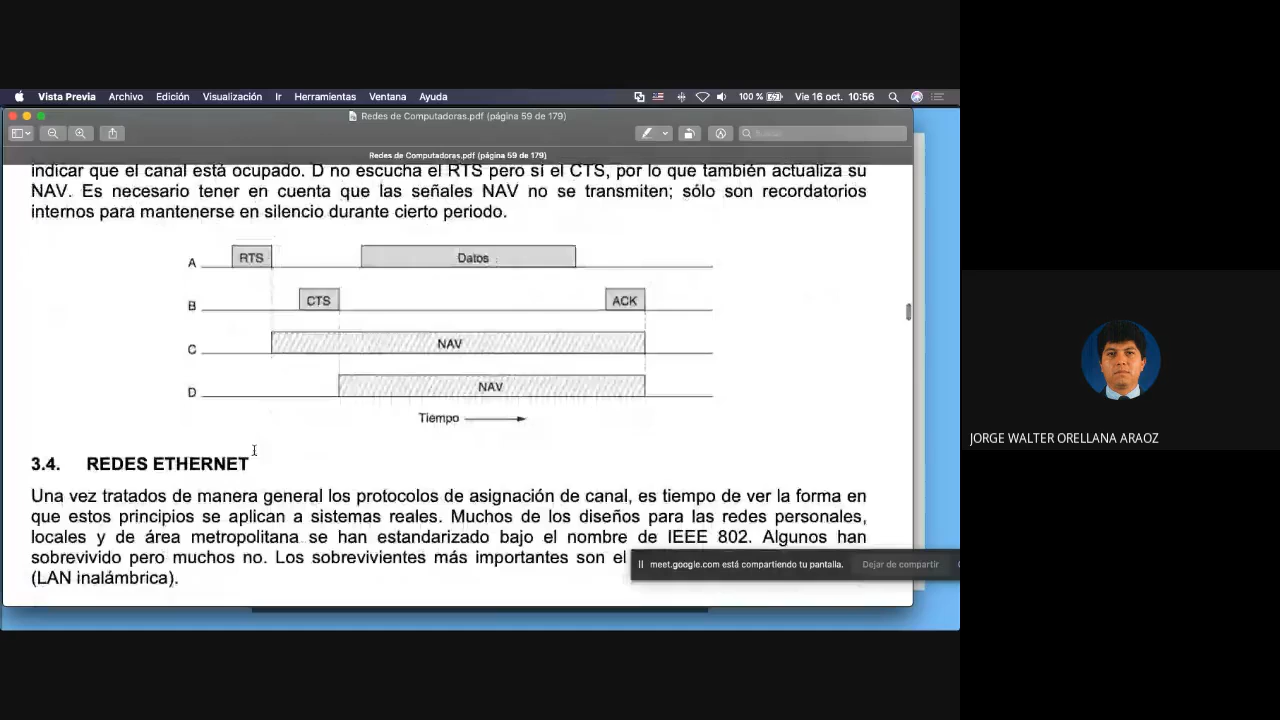 Vista Previa Archivo Edición Visualización Ir Herramientas Ventana Ayuda 100 % Vie 16 oct. 10:56
Redes de Computadoras.pdf (página 59 de 179)
Buscar
Redes de Computadoras.pdf (página 59 de 179)
indicar que el canal está ocupado. D no escucha el RTS pero sí el CTS, por lo que también actualiza su
NAV. Es necesario tener en cuenta que las señales NAV no se transmiten; sólo son recordatorios
internos para mantenerse en silencio durante cierto periodo.
A RTS Datos
B CTS ACK
C NAV
D NAV
Tiempo
3.4. REDES ETHERNET
Una vez tratados de manera general los protocolos de asignación de canal, es tiempo de ver la forma en
que estos principios se aplican a sistemas reales. Muchos de los diseños para las redes personales,
locales y de área metropolitana se han estandarizado bajo el nombre de IEEE 802. Algunos han
sobrevivido pero muchos no. Los sobrevivientes más importantes son el
(LAN inalámbrica).
meet.google.com está compartiendo tu pantalla. Dejar de compartir
JORGE WALTER ORELLANA ARAOZ